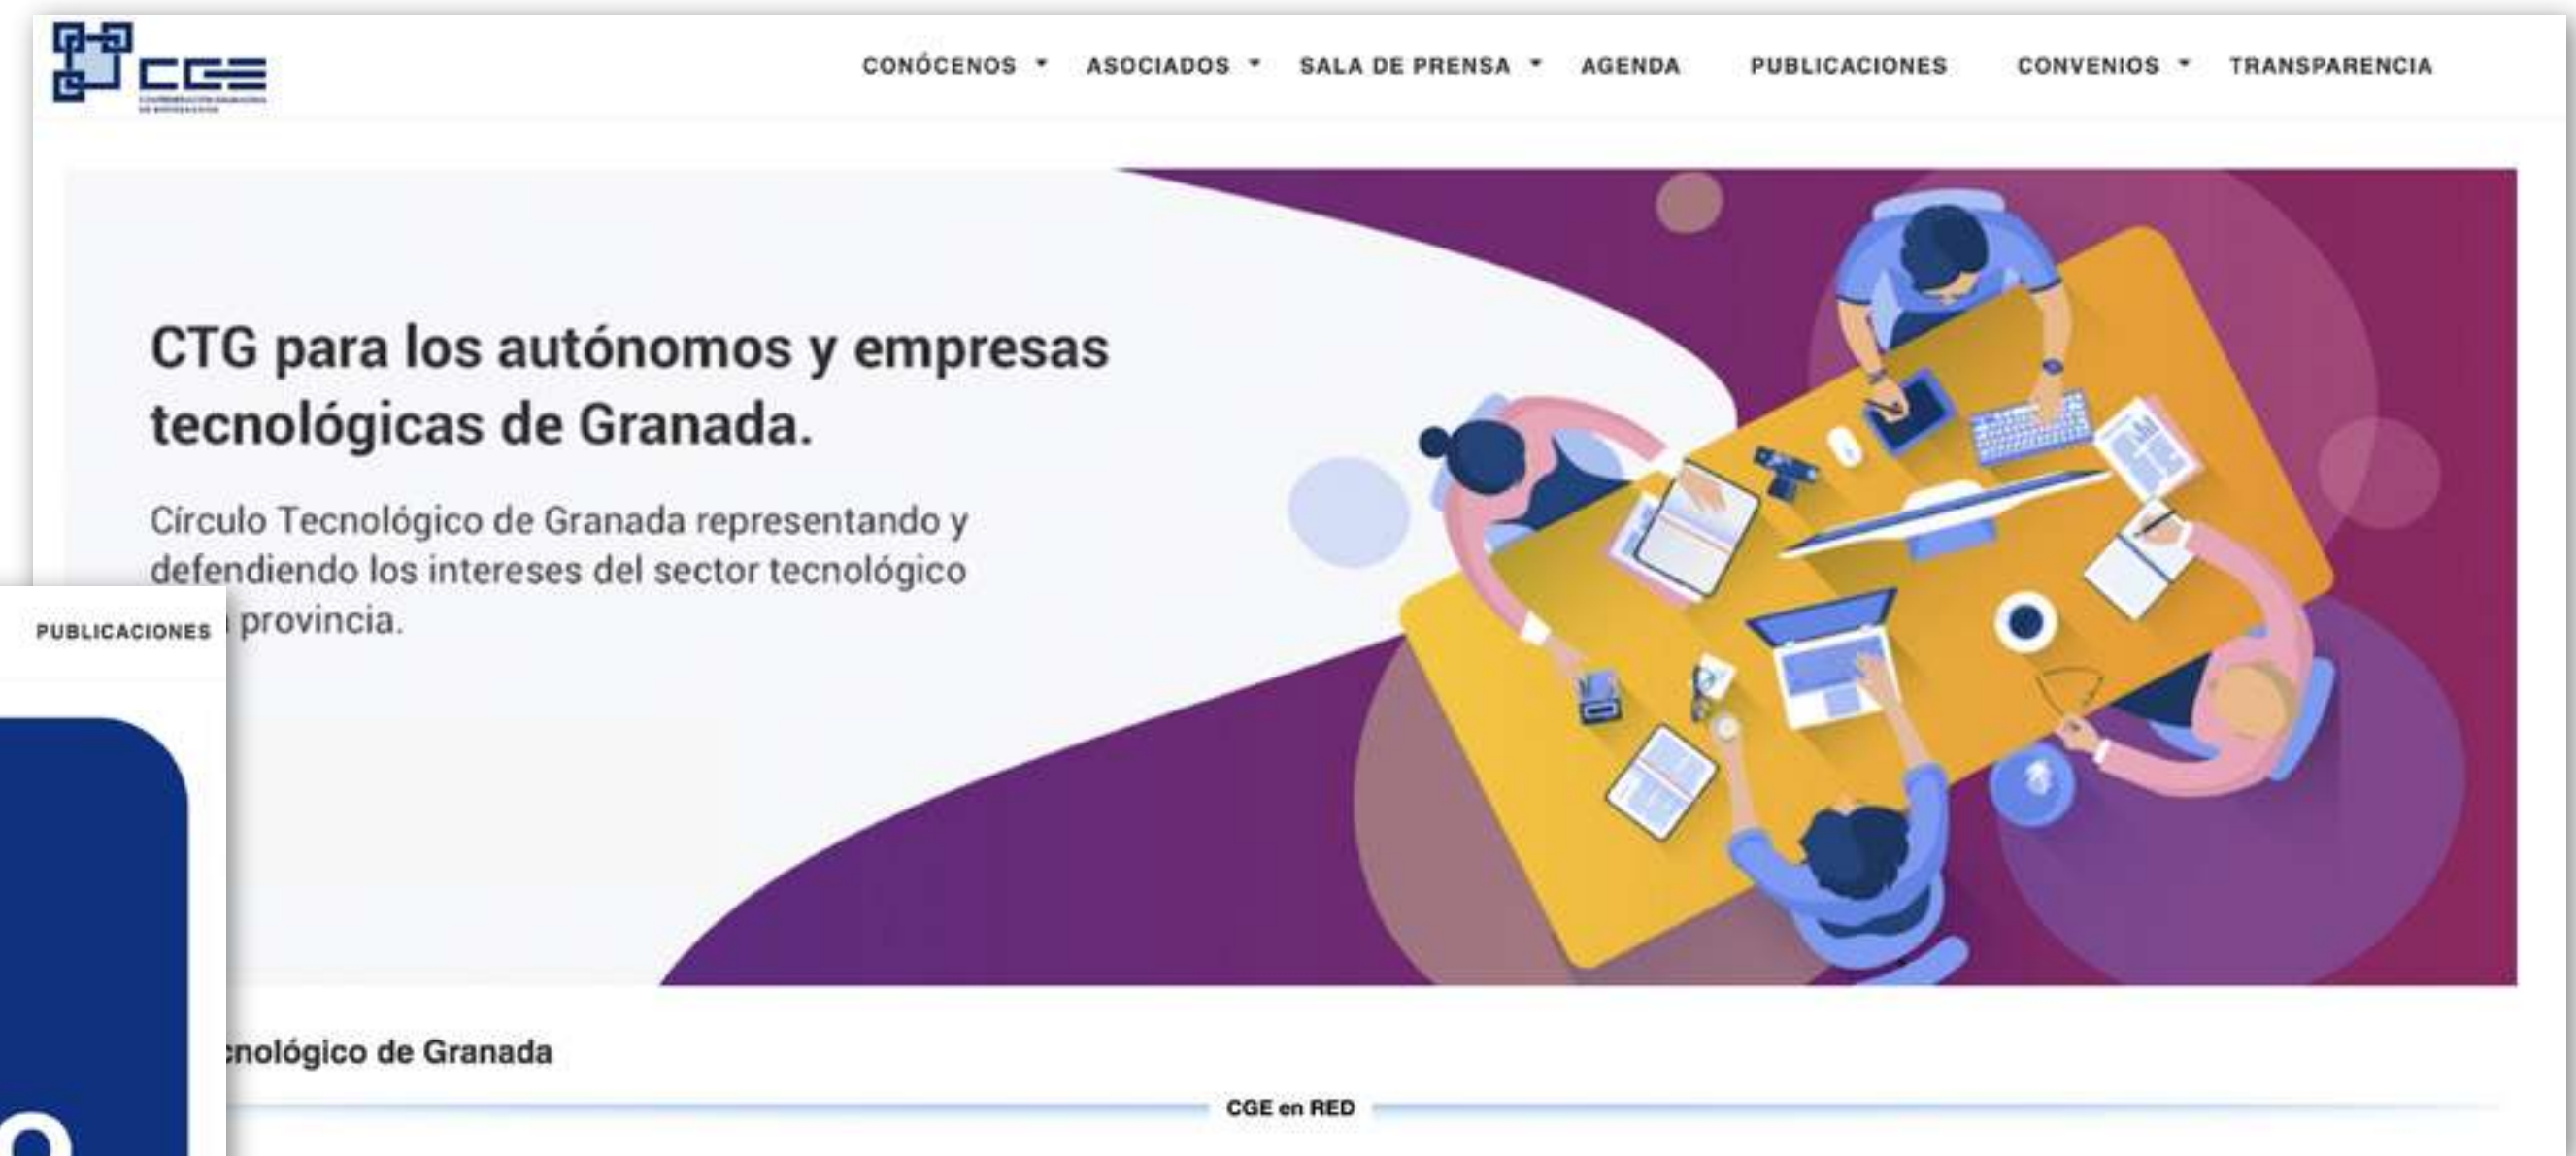 CGE
CONÓCENOS ASOCIADOS SALA DE PRENSA AGENDA PUBLICACIONES CONVENIOS TRANSPARENCIA
CTG para los autónomos y empresas
tecnológicas de Granada.
Círculo Tecnológico de Granada representando y
defendiendo los intereses del sector tecnológico
provincia.
PUBLICACIONES
cnológico de Granada
CGE en RED